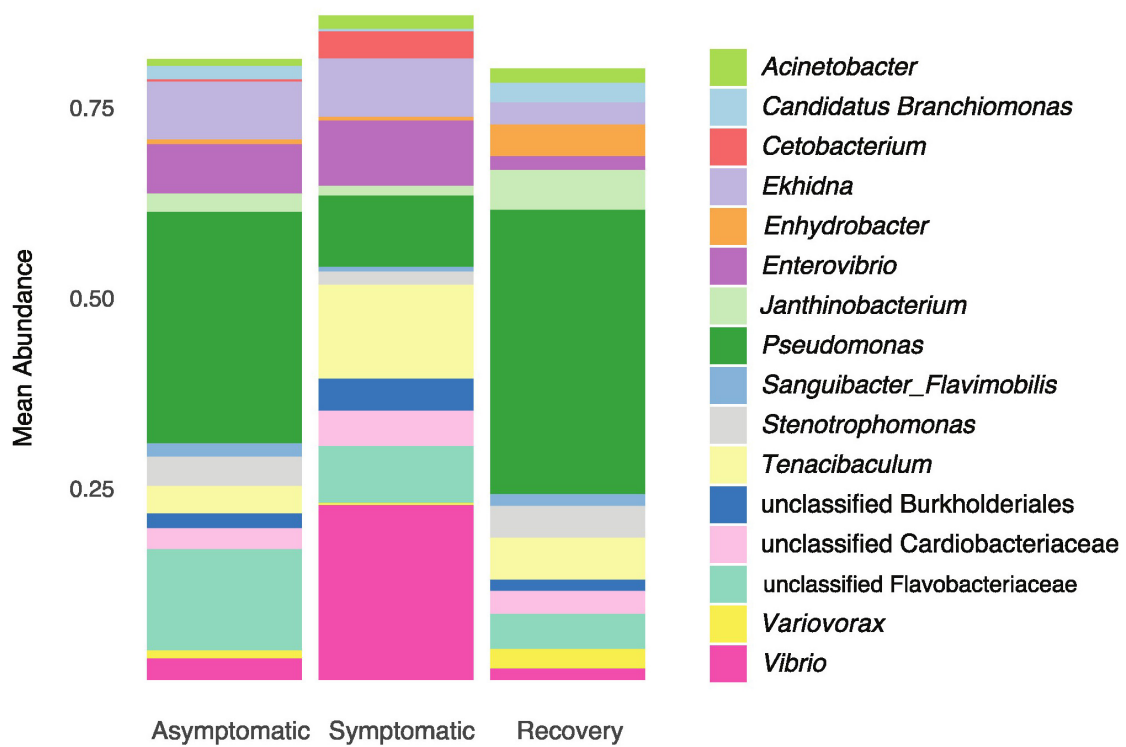 Mean Abundance
0.75
0.50
0.25
Asymptomatic Symptomatic Recovery
Acinetobacter
Candidatus Branchiomonas
Cetobacterium
Ekhidna
Enhydrobacter
Enterovibrio
Janthinobacterium
Pseudomonas
Sanguibacter_Flavimobilis
Stenotrophomonas
Tenacibaculum
unclassified Burkholderiales
unclassified Cardiobacteriaceae
unclassified Flavobacteriaceae
Variovorax
Vibrio